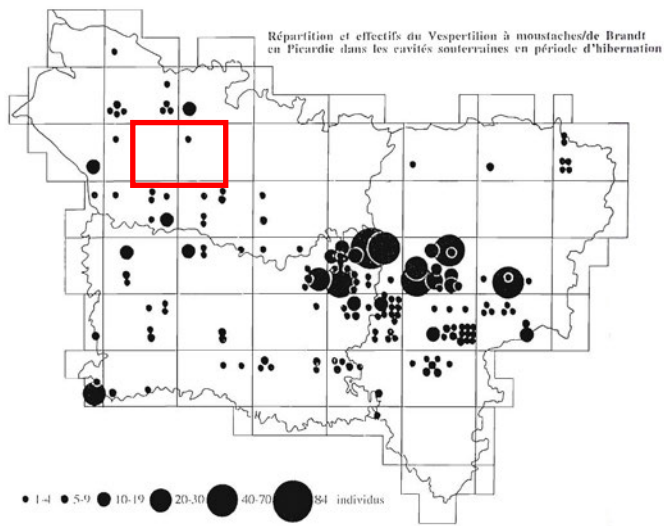 Répartition et effectifs du Vespertilion à moustaches/de Brandt
en Picardie dans les cavités souterraines en période d'hibernation
1-4 5-9 10-19 20-30 40-70 84 individus